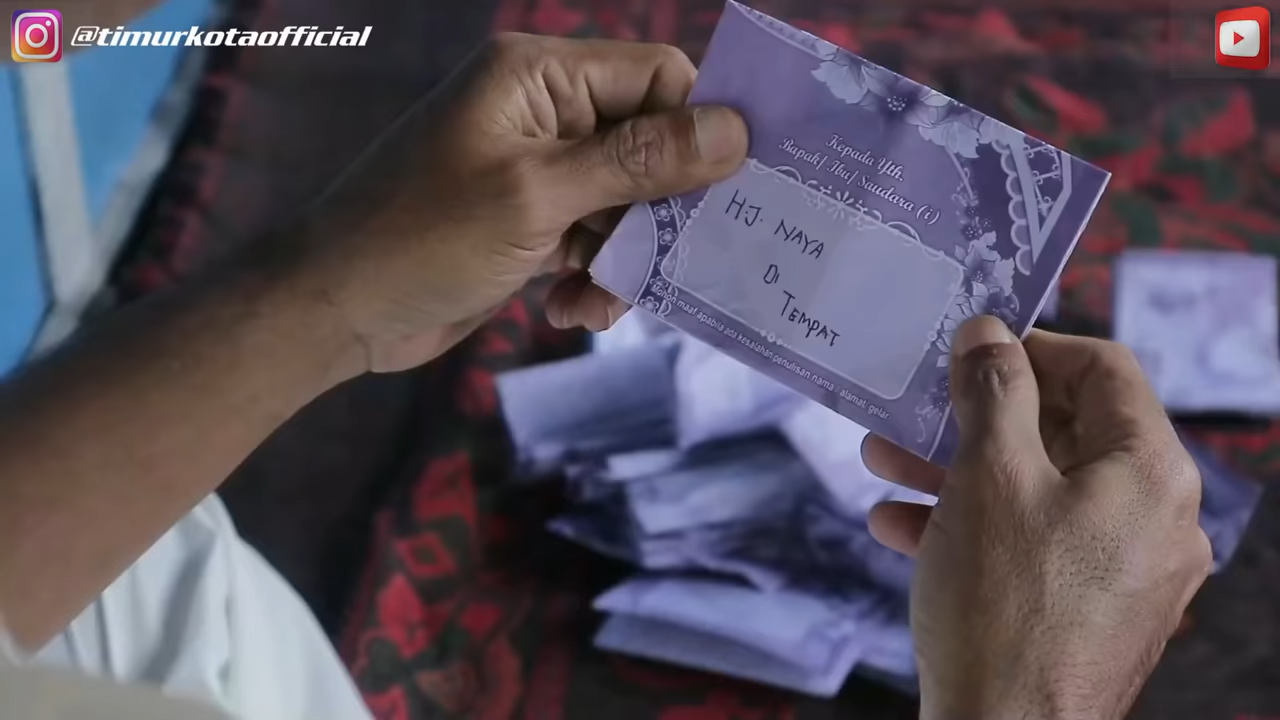 @timurkotaofficial
Kepada Yth.
Bapak/ Ibu/ Saudara (i)
HJ. NAYA
DI
TEMPAT
Mohon maaf apabila ada kesalahan penulisan nama / alamat, gelar